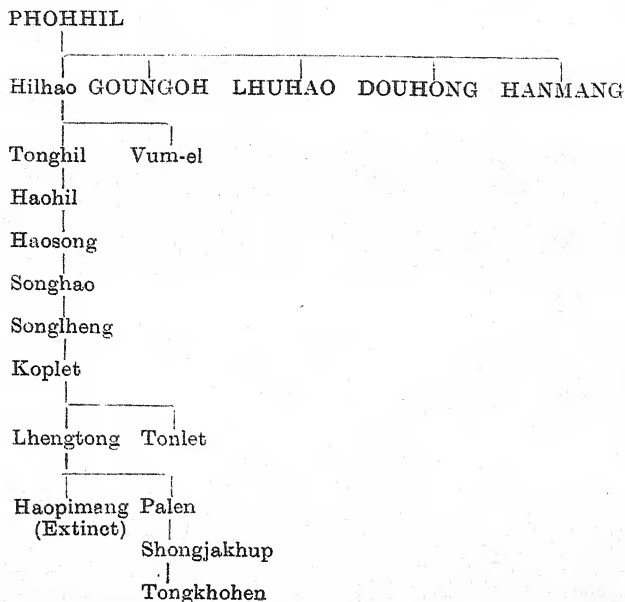 PHOHHIL
Hilhao GOUNGOH LHUHAO DOUHONG HANMANG
Tonghil Vum-el
Haohil
Haosong
Songhao
Songlheng
Koplet
Lhengtong Tonlet
Haopimang Palen
(Extinct)
Shongjakhup
Tongkhohen